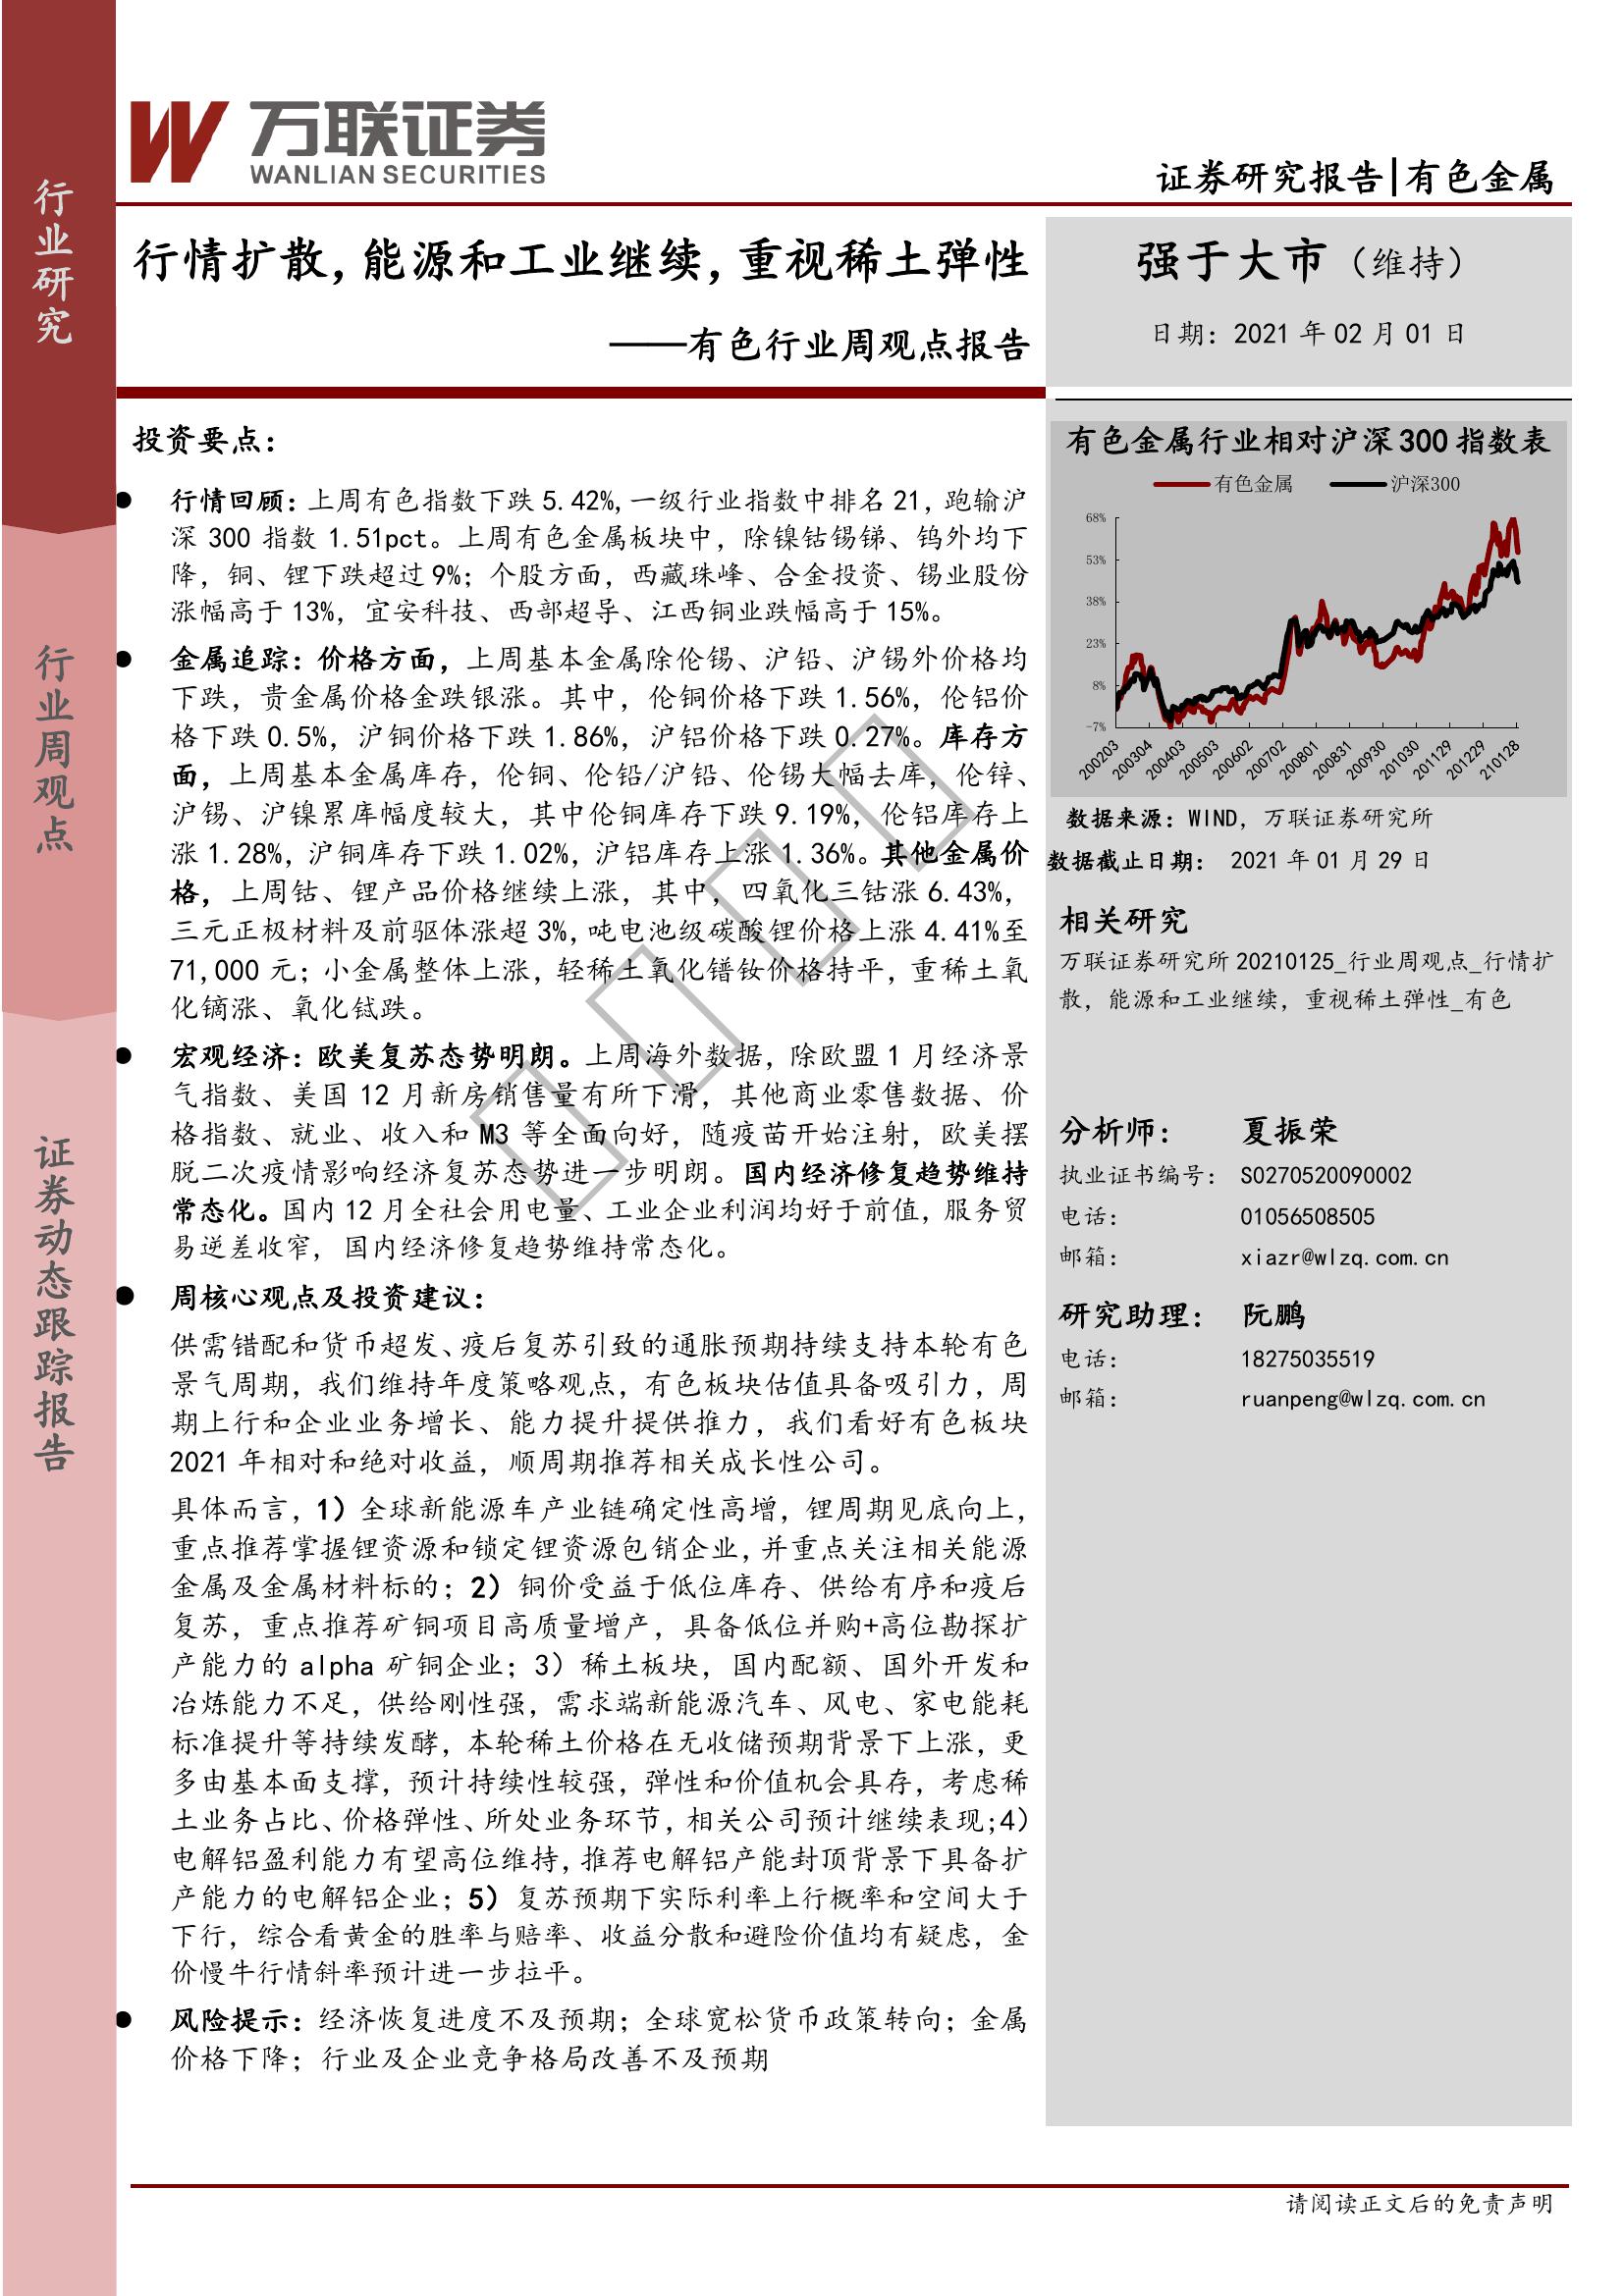 行业研究
行业周观点
证券动态跟踪报告
万联证券
WANLIAN SECURITIES
证券研究报告|有色金属
行情扩散,能源和工业继续,重视稀土弹性
——有色行业周观点报告
强于大市（维持）
日期：2021 年 02 月 01 日
投资要点：
● 行情回顾：上周有色指数下跌 5.42%,一级行业指数中排名 21，跑输沪
深 300 指数 1.51pct。上周有色金属板块中，除镍钴锡锑、钨外均下
降，铜、锂下跌超过 9%；个股方面，西藏珠峰、合金投资、锡业股份
涨幅高于 13%，宜安科技、西部超导、江西铜业跌幅高于 15%。
● 金属追踪：价格方面，上周基本金属除伦锡、沪铅、沪锡外价格均
下跌，贵金属价格金跌银涨。其中，伦铜价格下跌 1.56%，伦铝价
格下跌 0.5%，沪铜价格下跌 1.86%，沪铝价格下跌 0.27%。库存方
面，上周基本金属库存，伦铜、伦铅/沪铅、伦锡大幅去库，伦锌、
沪锡、沪镍累库幅度较大，其中伦铜库存下跌 9.19%，伦铝库存上
涨 1.28%，沪铜库存下跌 1.02%，沪铝库存上涨 1.36%。其他金属价
格，上周钴、锂产品价格继续上涨，其中，四氧化三钴涨 6.43%，
三元正极材料及前驱体涨超 3%,吨电池级碳酸锂价格上涨 4.41%至
71,000 元；小金属整体上涨，轻稀土氧化镨钕价格持平，重稀土氧
化镝涨、氧化铽跌。
● 宏观经济：欧美复苏态势明朗。上周海外数据，除欧盟 1 月经济景
气指数、美国 12 月新房销售量有所下滑，其他商业零售数据、价
格指数、就业、收入和 M3 等全面向好，随疫苗开始注射，欧美摆
脱二次疫情影响经济复苏态势进一步明朗。国内经济修复趋势维持
常态化。国内 12 月全社会用电量、工业企业利润均好于前值，服务贸
易逆差收窄，国内经济修复趋势维持常态化。
● 周核心观点及投资建议：
供需错配和货币超发、疫后复苏引致的通胀预期持续支持本轮有色
景气周期，我们维持年度策略观点，有色板块估值具备吸引力，周
期上行和企业业务增长、能力提升提供推力，我们看好有色板块
2021 年相对和绝对收益，顺周期推荐相关成长性公司。
具体而言，1）全球新能源车产业链确定性高增，锂周期见底向上，
重点推荐掌握锂资源和锁定锂资源包销企业,并重点关注相关能源
金属及金属材料标的；2）铜价受益于低位库存、供给有序和疫后
复苏，重点推荐矿铜项目高质量增产，具备低位并购+高位勘探扩
产能力的 alpha 矿铜企业；3）稀土板块，国内配额、国外开发和
冶炼能力不足，供给刚性强，需求端新能源汽车、风电、家电能耗
标准提升等持续发酵，本轮稀土价格在无收储预期背景下上涨，更
多由基本面支撑，预计持续性较强，弹性和价值机会具存，考虑稀
土业务占比、价格弹性、所处业务环节，相关公司预计继续表现;4)
电解铝盈利能力有望高位维持,推荐电解铝产能封顶背景下具备扩
产能力的电解铝企业；5）复苏预期下实际利率上行概率和空间大于
下行，综合看黄金的胜率与赔率、收益分散和避险价值均有疑虑，金
价慢牛行情斜率预计进一步拉平。
● 风险提示：经济恢复进度不及预期；全球宽松货币政策转向；金属
价格下降；行业及企业竞争格局改善不及预期
有色金属行业相对沪深 300 指数表
有色金属 沪深300
68%
53%
38%
23%
8%
-7%
200203 200304 200403 200503 200602 200702 200801 200831 200930 201030 201129 201229 210128
数据来源：WIND，万联证券研究所
数据截止日期： 2021 年 01 月 29 日
相关研究
万联证券研究所 20210125_行业周观点_行情扩
散，能源和工业继续，重视稀土弹性_有色
分析师： 夏振荣
执业证书编号： S0270520090002
电话： 01056508505
邮箱： xiazr@wlzq.com.cn
研究助理： 阮鹏
电话： 18275035519
邮箱： ruanpeng@wlzq.com.cn
请阅读正文后的免责声明